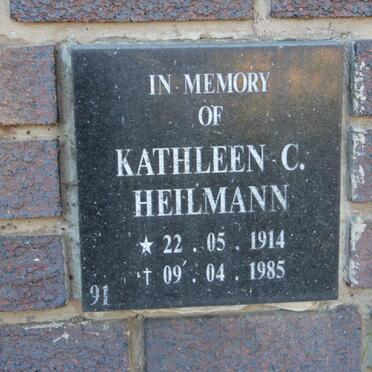 IN MEMORY
OF
KATHLEEN C.
HEILMANN
★ 22 . 05 . 1914
† 09 . 04 . 1985
91